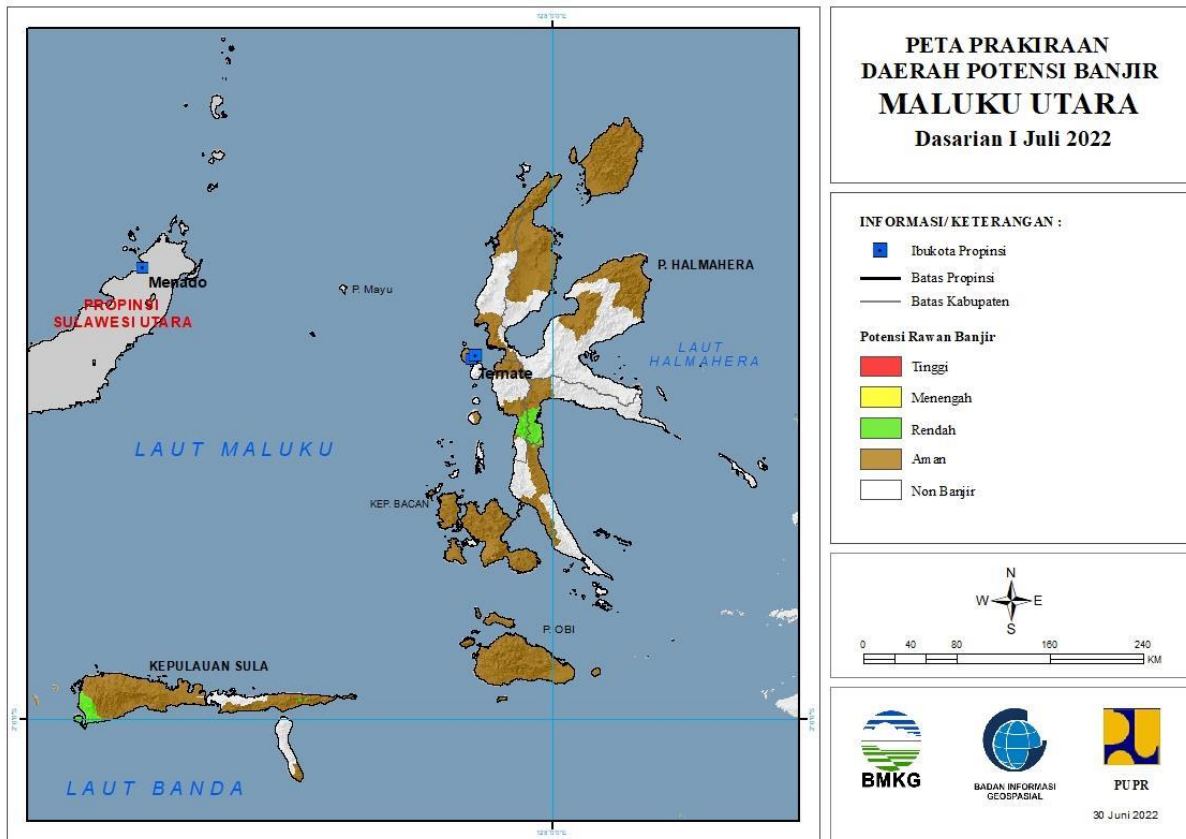 PETA PRAKIRAAN
DAERAH POTENSI BANJIR
MALUKU UTARA
Dasarian I Juli 2022
INFORMASI/ KETERANGAN :
Ibukota Propinsi
Batas Propinsi
Batas Kabupaten
Potensi Rawan Banjir
Tinggi
Menengah
Rendah
Aman
Non Banjir
N
W E
S
0 40 80 160 240
KM
BMKG
BADAN INFORMASI
GEOSPASIAL
PUPR
30 Juni 2022
Menado
PROPINSI
SULAWESI UTARA
P. Mayu
P. HALMAHERA
LAUT
HALMAHERA
Ternate
LAUT MALUKU
KEP. BACAN
P. OBI
KEPULAUAN SULA
LAUT BANDA